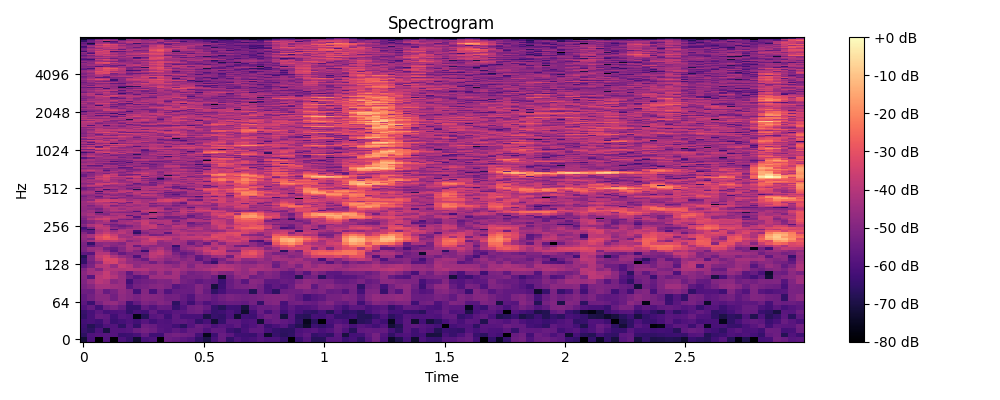 Spectrogram
+0 dB
4096
-10 dB
2048
-20 dB
1024
-30 dB
Hz
512
-40 dB
256
-50 dB
128
-60 dB
64
-70 dB
0
-80 dB
0 0.5 1 1.5 2 2.5
Time